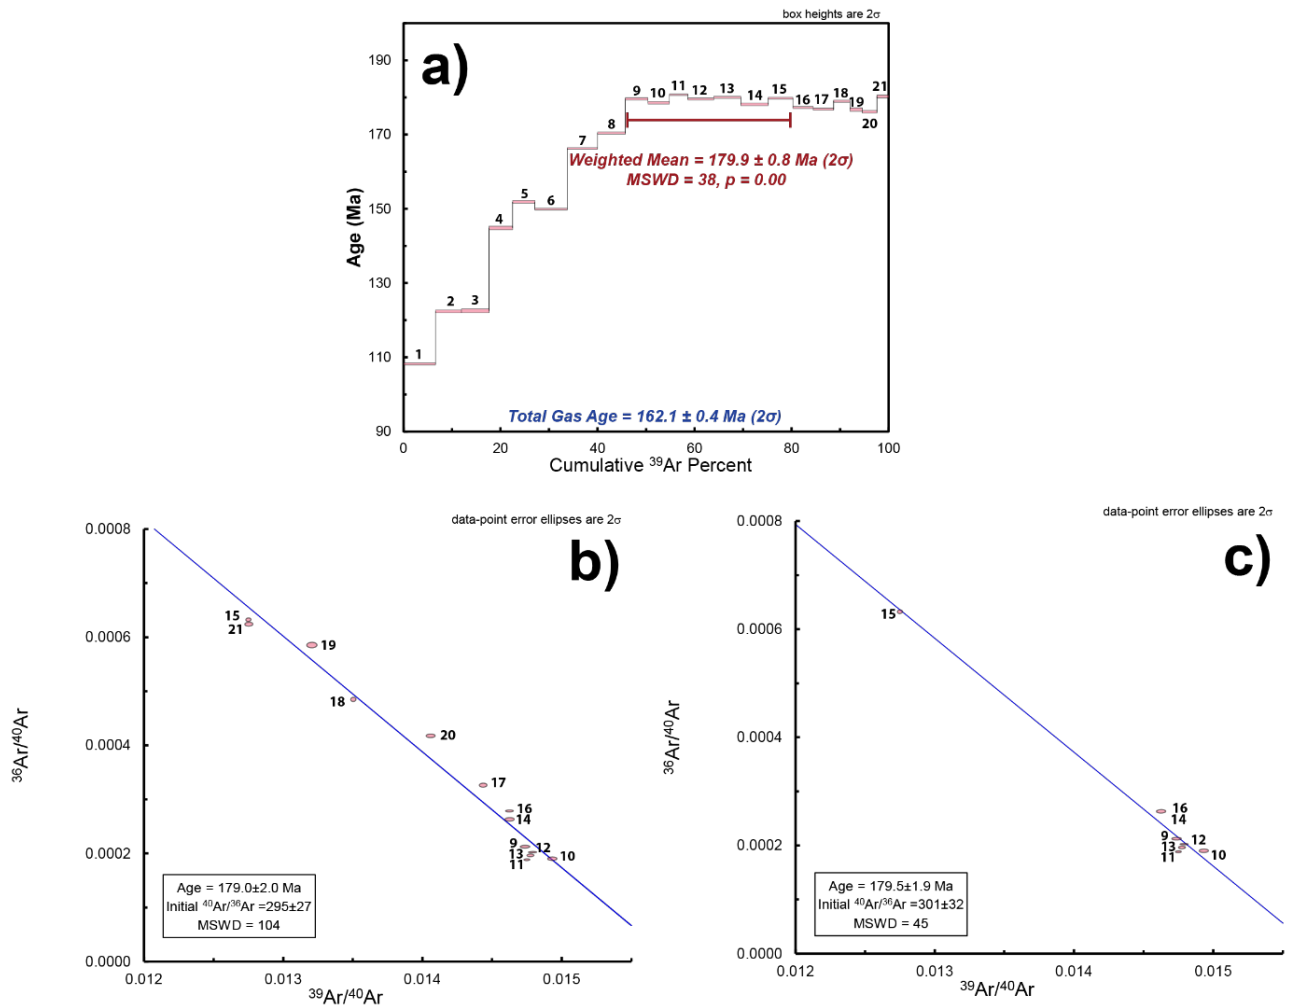 box heights are 2σ
a)
190
170
150
130
110
90
Age (Ma)
1
2
3
4
5
6
7
8
9
10
11
12
13
14
15
16
17
18
19
20
21
Weighted Mean = 179.9 ± 0.8 Ma (2σ)
MSWD = 38, p = 0.00
Total Gas Age = 162.1 ± 0.4 Ma (2σ)
0 20 40 60 80 100
Cumulative ³⁹Ar Percent
data-point error ellipses are 2σ
b)
0.0008
0.0006
0.0004
0.0002
0.0000
³⁶Ar/⁴⁰Ar
15
21
19
18
20
17
16
14
9
12
13
10
11
Age = 179.0±2.0 Ma
Initial ⁴⁰Ar/³⁶Ar =295±27
MSWD = 104
0.012 0.013 0.014 0.015
³⁹Ar/⁴⁰Ar
data-point error ellipses are 2σ
c)
0.0008
0.0006
0.0004
0.0002
0.0000
³⁶Ar/⁴⁰Ar
15
16
14
9
12
13
10
11
Age = 179.5±1.9 Ma
Initial ⁴⁰Ar/³⁶Ar =301±32
MSWD = 45
0.012 0.013 0.014 0.015
³⁹Ar/⁴⁰Ar